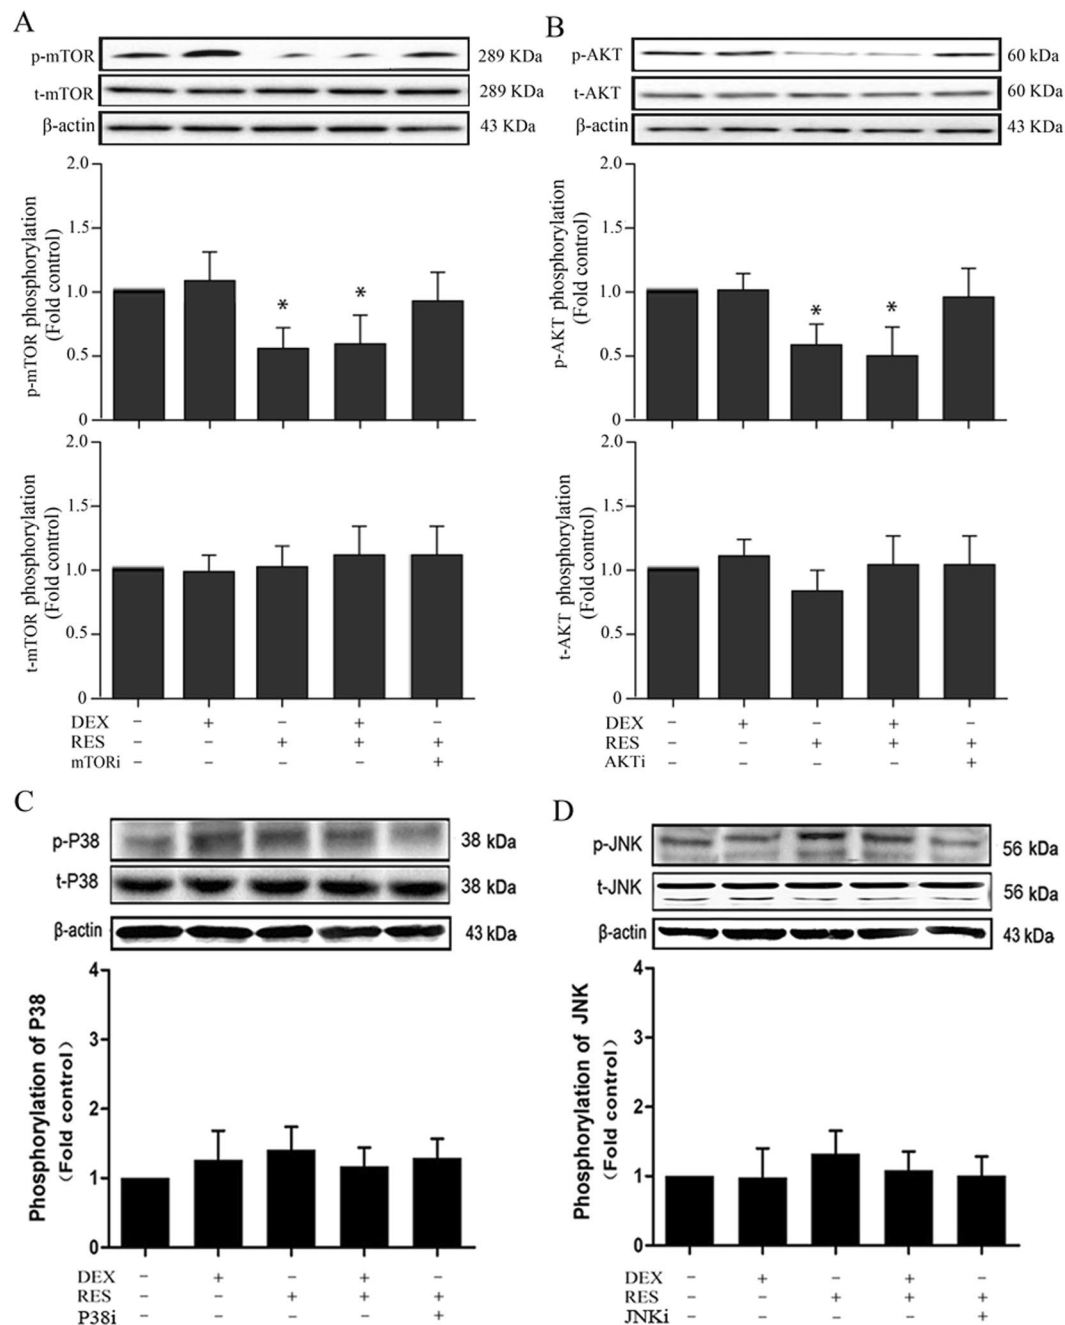 A
p-mTOR 289 KDa
t-mTOR 289 KDa
β-actin 43 KDa
2.0
1.5
1.0
0.5
0
p-mTOR phosphorylation
(Fold control)
* *
2.0
1.5
1.0
0.5
0
t-mTOR phosphorylation
(Fold control)
DEX − + − + −
RES − − + + +
mTORi − − − − +
B
p-AKT 60 kDa
t-AKT 60 KDa
β-actin 43 KDa
2.0
1.5
1.0
0.5
0
p-AKT phosphorylation
(Fold control)
* *
2.0
1.5
1.0
0.5
0
t-AKT phosphorylation
(Fold control)
DEX − + − + −
RES − − + + +
AKTi − − − − +
C
p-P38 38 kDa
t-P38 38 kDa
β-actin 43 kDa
4
3
2
1
0
Phosphorylation of P38
(Fold control)
DEX − + − + −
RES − − + + +
P38i − − − − +
D
p-JNK 56 kDa
t-JNK 56 kDa
β-actin 43 kDa
4
3
2
1
0
Phosphorylation of JNK
(Fold control)
DEX − + − + −
RES − − + + +
JNKi − − − − +